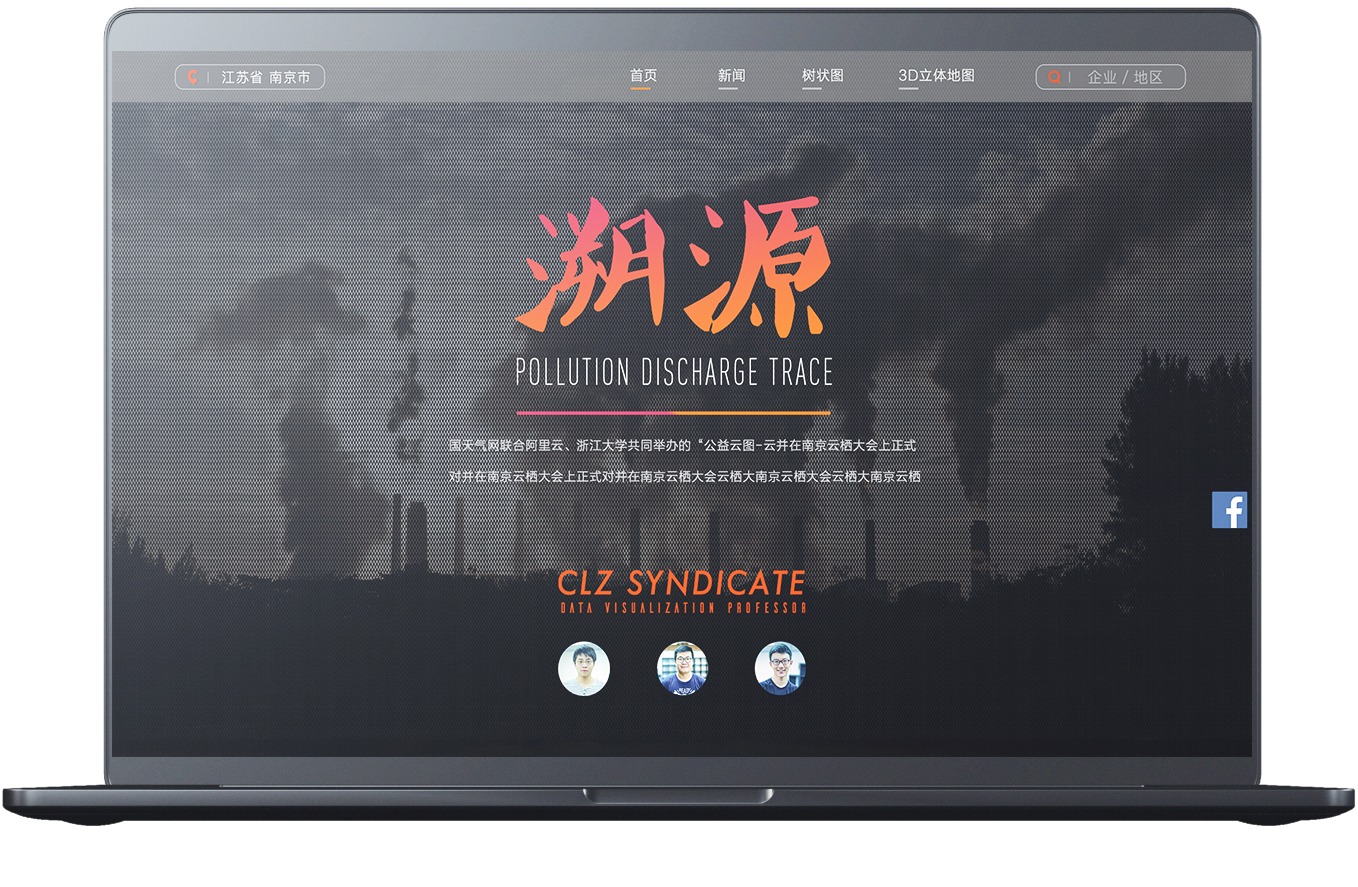 江苏省 南京市
首页
新闻
树状图
3D立体地图
企业 / 地区
溯源
POLLUTION DISCHARGE TRACE
国天气网联合阿里云、浙江大学共同举办的“公益云图-云并在南京云栖大会上正式
对并在南京云栖大会上正式对并在南京云栖大会云栖大南京云栖大会云栖大南京云栖
CLZ SYNDICATE
DATA VISUALIZATION PROFESSOR
f